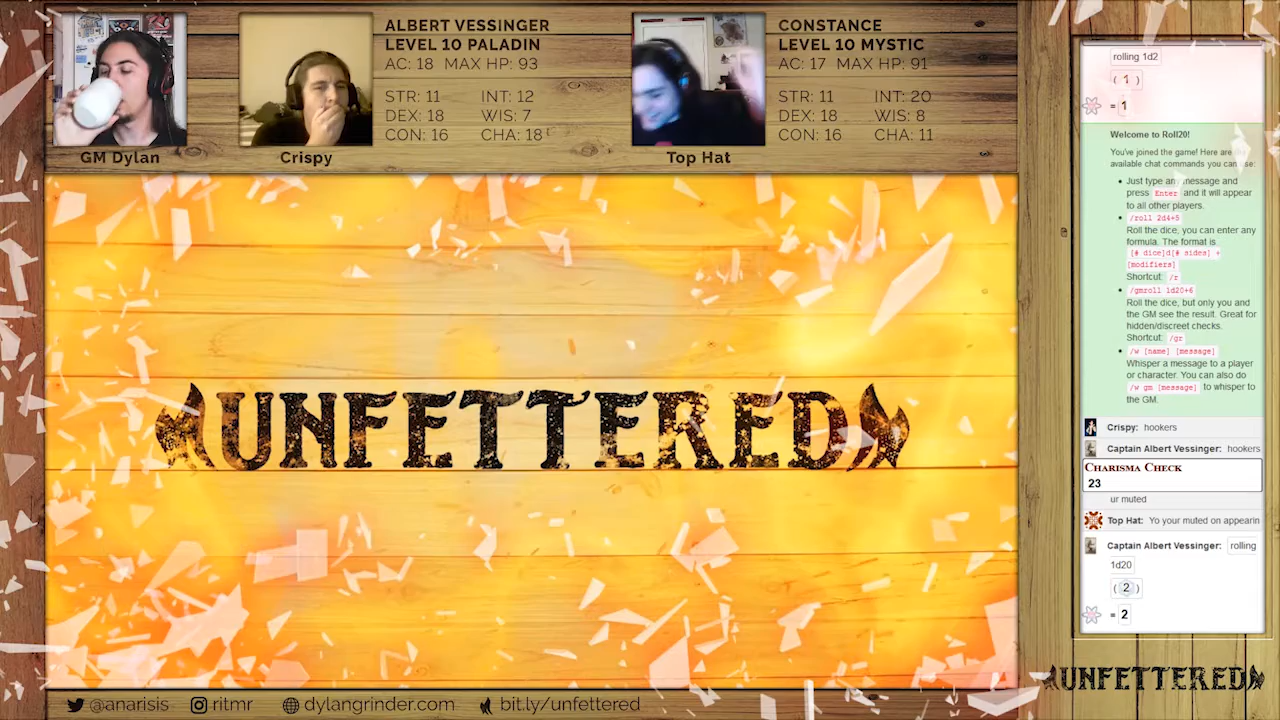 ALBERT VESSINGER
LEVEL 10 PALADIN
AC: 18 MAX HP: 93
STR: 11 INT: 12
DEX: 18 WIS: 7
CON: 16 CHA: 18
CONSTANCE
LEVEL 10 MYSTIC
AC: 17 MAX HP: 91
STR: 11 INT: 20
DEX: 18 WIS: 8
CON: 16 CHA: 11
GM Dylan
Crispy
Top Hat
UNFETTERED
@anarisis
ritmr
dylangrinder.com
bit.ly/unfettered
rolling 1d2
( 1 )
= 1
Welcome to Roll20!
You've joined the game! Here are
available chat commands you can use:
• Just type any message and
press Enter and it will appear
to all other players.
• /roll 2d4+5
Roll the dice, you can enter any
formula. The format is
[# dice]d[# sides] +
[modifiers]
Shortcut: /r
• /gmroll 1d20+6
Roll the dice, but only you and
the GM see the result. Great for
hidden/discreet checks.
Shortcut: /gr
• /w [name] [message]
Whisper a message to a player
or character. You can also do
/w gm [message] to whisper to
the GM.
Crispy: hookers
Captain Albert Vessinger: hookers
CHARISMA CHECK
23
ur muted
Top Hat: Yo your muted on appearin
Captain Albert Vessinger: rolling
1d20
( 2 )
= 2
UNFETTERED